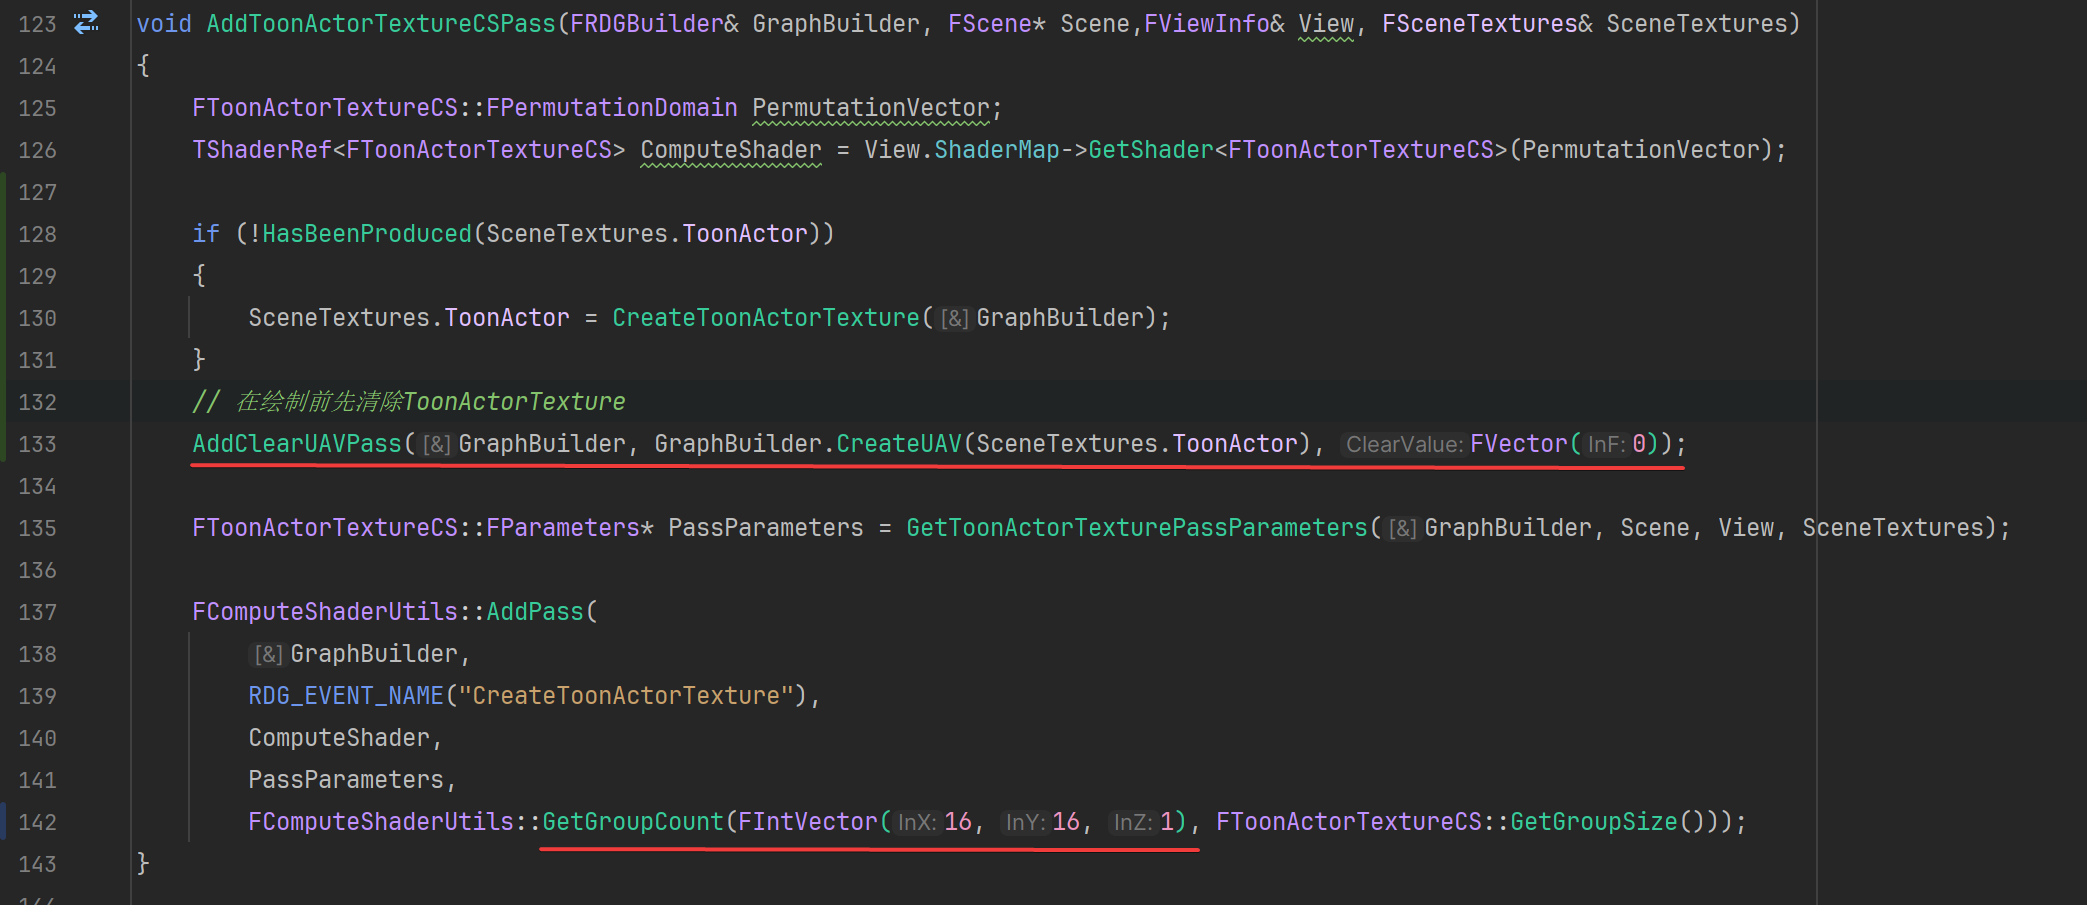 123 void AddToonActorTextureCSPass(FRDGBuilder& GraphBuilder, FScene* Scene,FViewInfo& View, FSceneTextures& SceneTextures)
124 {
125 FToonActorTextureCS::FPermutationDomain PermutationVector;
126 TShaderRef<FToonActorTextureCS> ComputeShader = View.ShaderMap->GetShader<FToonActorTextureCS>(PermutationVector);
127
128 if (!HasBeenProduced(SceneTextures.ToonActor))
129 {
130 SceneTextures.ToonActor = CreateToonActorTexture([&]GraphBuilder);
131 }
132 // 在绘制前先清除ToonActorTexture
133 AddClearUAVPass([&]GraphBuilder, GraphBuilder.CreateUAV(SceneTextures.ToonActor), ClearValue:FVector(InF:0));
134
135 FToonActorTextureCS::FParameters* PassParameters = GetToonActorTexturePassParameters([&]GraphBuilder, Scene, View, SceneTextures);
136
137 FComputeShaderUtils::AddPass(
138 [&]GraphBuilder,
139 RDG_EVENT_NAME("CreateToonActorTexture"),
140 ComputeShader,
141 PassParameters,
142 FComputeShaderUtils::GetGroupCount(FIntVector(InX:16, InY:16, InZ:1), FToonActorTextureCS::GetGroupSize()));
143 }